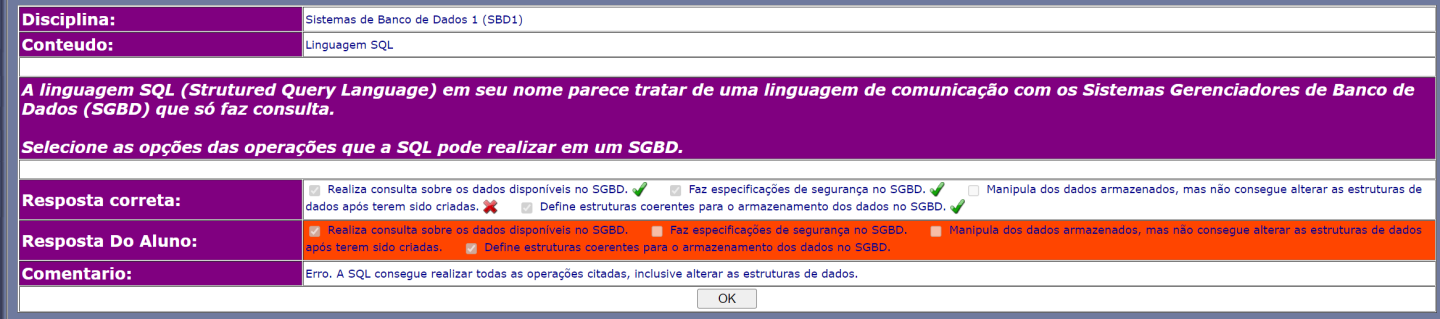 Disciplina: Sistemas de Banco de Dados 1 (SBD1)
Conteudo: Linguagem SQL
A linguagem SQL (Strutured Query Language) em seu nome parece tratar de uma linguagem de comunicação com os Sistemas Gerenciadores de Banco de
Dados (SGBD) que só faz consulta.
Selecione as opções das operações que a SQL pode realizar em um SGBD.
Resposta correta: Realiza consulta sobre os dados disponíveis no SGBD. Faz especificações de segurança no SGBD. Manipula dos dados armazenados, mas não consegue alterar as estruturas de
dados após terem sido criadas. Define estruturas coerentes para o armazenamento dos dados no SGBD.
Resposta Do Aluno: Realiza consulta sobre os dados disponíveis no SGBD. Faz especificações de segurança no SGBD. Manipula dos dados armazenados, mas não consegue alterar as estruturas de dados
após terem sido criadas. Define estruturas coerentes para o armazenamento dos dados no SGBD.
Comentario: Erro. A SQL consegue realizar todas as operações citadas, inclusive alterar as estruturas de dados.
OK